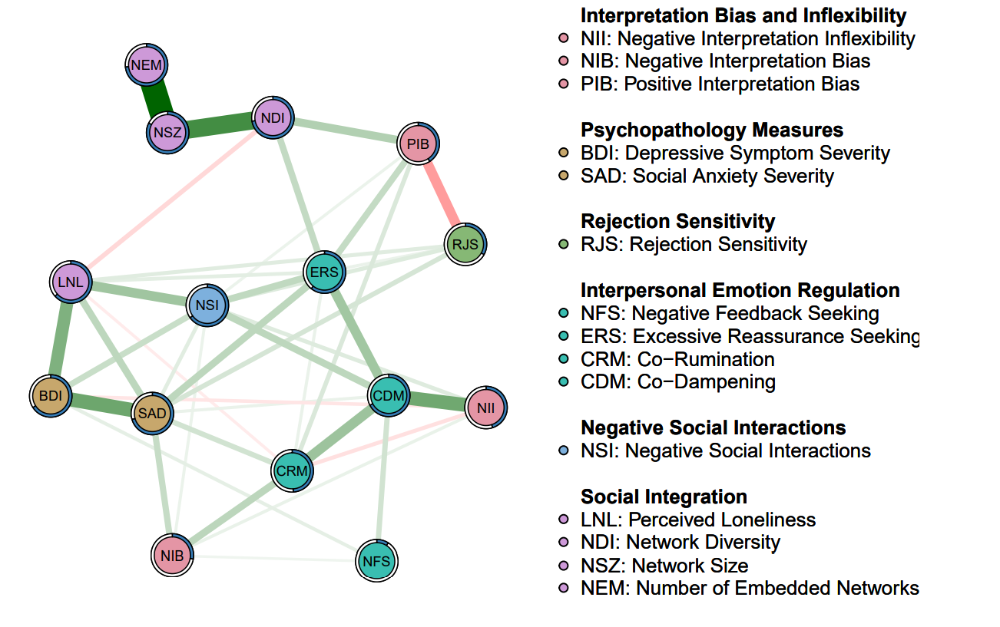 NEM
NSZ
NDI
PIB
RJS
ERS
LNL
NSI
BDI
SAD
CDM
NII
CRM
NIB
NFS
Interpretation Bias and Inflexibility
NII: Negative Interpretation Inflexibility
NIB: Negative Interpretation Bias
PIB: Positive Interpretation Bias
Psychopathology Measures
BDI: Depressive Symptom Severity
SAD: Social Anxiety Severity
Rejection Sensitivity
RJS: Rejection Sensitivity
Interpersonal Emotion Regulation
NFS: Negative Feedback Seeking
ERS: Excessive Reassurance Seeking
CRM: Co−Rumination
CDM: Co−Dampening
Negative Social Interactions
NSI: Negative Social Interactions
Social Integration
LNL: Perceived Loneliness
NDI: Network Diversity
NSZ: Network Size
NEM: Number of Embedded Networks